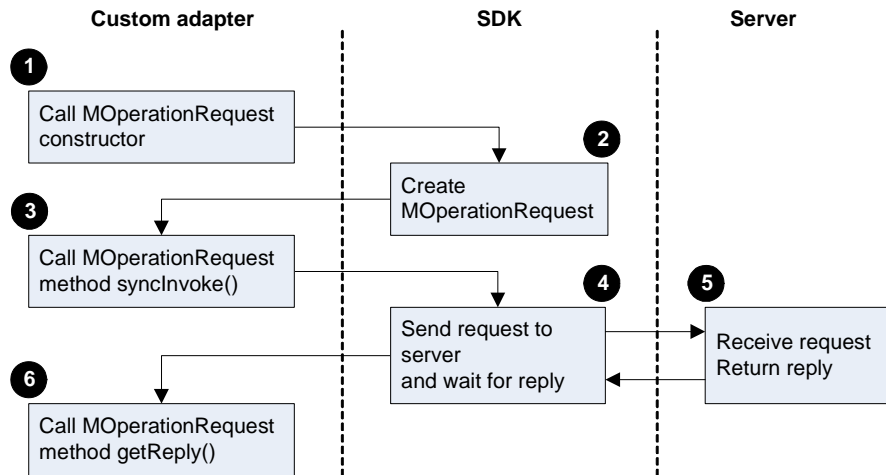 Custom adapter
SDK
Server
1
Call MOperationRequest
constructor
2
Create
MOperationRequest
3
Call MOperationRequest
method syncInvoke()
4
Send request to
server
and wait for reply
5
Receive request
Return reply
6
Call MOperationRequest
method getReply()